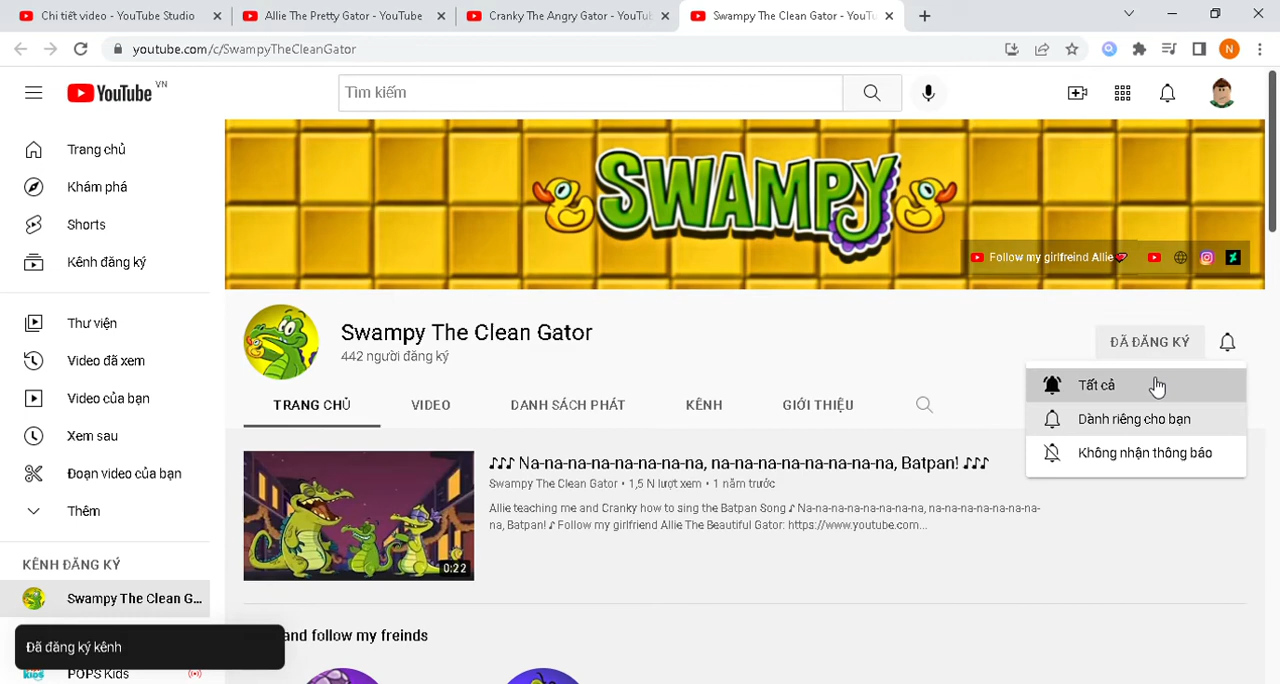 Chi tiết video - YouTube Studio
Allie The Pretty Gator - YouTube
Cranky The Angry Gator - YouTub
Swampy The Clean Gator - YouTu
youtube.com/c/SwampyTheCleanGator
N
YouTube VN
Tìm kiếm
Trang chủ
Khám phá
Shorts
Kênh đăng ký
Thư viện
Video đã xem
Video của bạn
Xem sau
Đoạn video của bạn
Thêm
KÊNH ĐĂNG KÝ
Swampy The Clean G...
POPS Kids
Đã đăng ký kênh
SWAMPY
Follow my girlfreind Allie
Swampy The Clean Gator
442 người đăng ký
ĐÃ ĐĂNG KÝ
Tất cả
Dành riêng cho bạn
Không nhận thông báo
TRANG CHỦ
VIDEO
DANH SÁCH PHÁT
KÊNH
GIỚI THIỆU
♪♪♪ Na-na-na-na-na-na-na-na, na-na-na-na-na-na-na-na, Batpan! ♪♪♪
Swampy The Clean Gator • 1,5 N lượt xem • 1 năm trước
Allie teaching me and Cranky how to sing the Batpan Song ♪ Na-na-na-na-na-na-na-na, na-na-na-na-na-na-na-
na, Batpan! ♪ Follow my girlfriend Allie The Beautiful Gator: https://www.youtube.com...
0:22
and follow my freinds